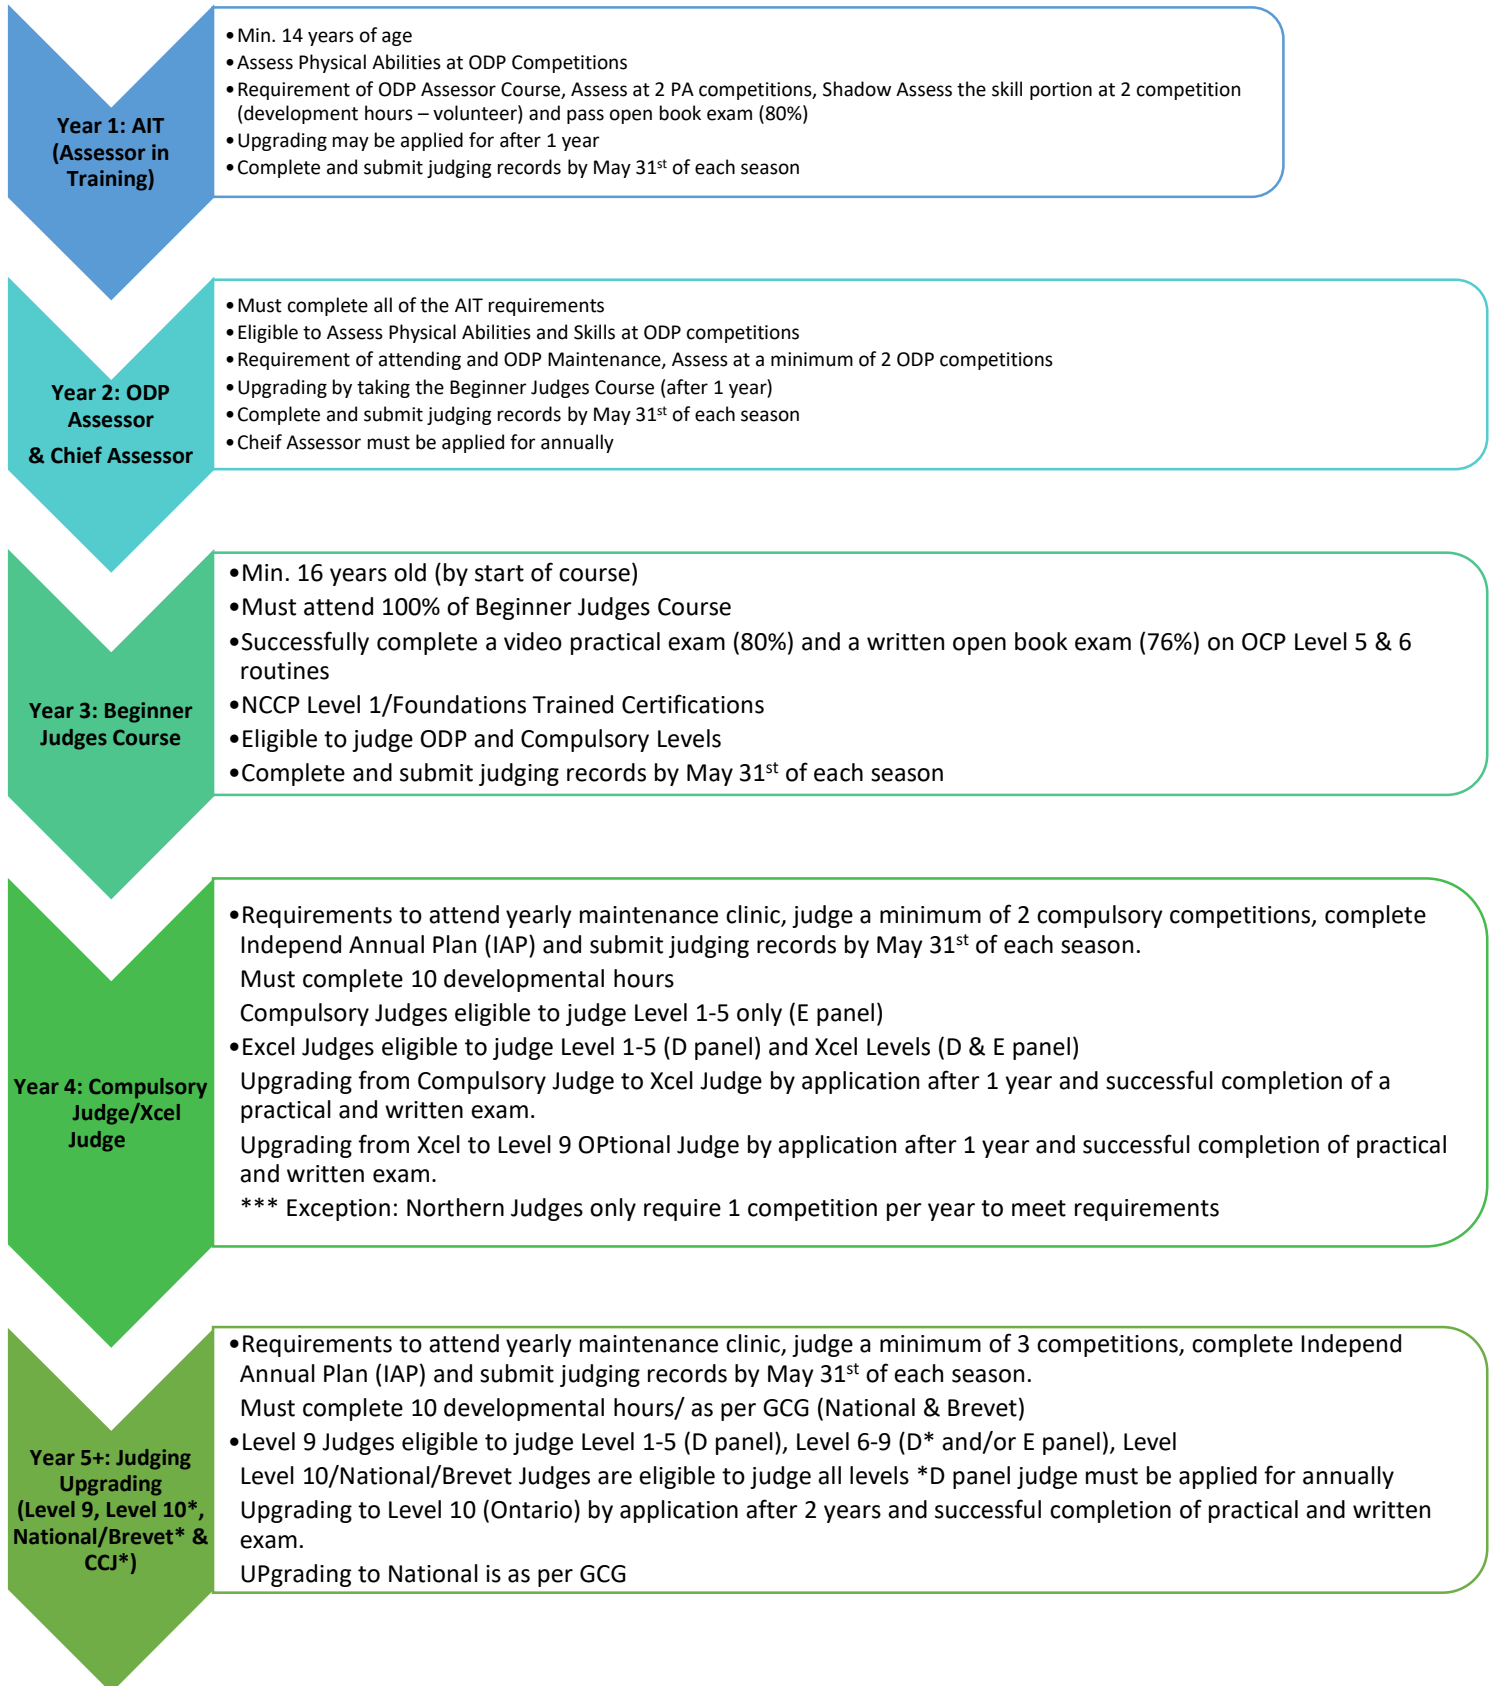 Year 1: AIT
(Assessor in
Training)
•Min. 14 years of age
•Assess Physical Abilities at ODP Competitions
•Requirement of ODP Assessor Course, Assess at 2 PA competitions, Shadow Assess the skill portion at 2 competition
(development hours – volunteer) and pass open book exam (80%)
•Upgrading may be applied for after 1 year
•Complete and submit judging records by May 31st of each season
Year 2: ODP
Assessor
& Chief Assessor
•Must complete all of the AIT requirements
•Eligible to Assess Physical Abilities and Skills at ODP competitions
•Requirement of attending and ODP Maintenance, Assess at a minimum of 2 ODP competitions
•Upgrading by taking the Beginner Judges Course (after 1 year)
•Complete and submit judging records by May 31st of each season
•Cheif Assessor must be applied for annually
Year 3: Beginner
Judges Course
•Min. 16 years old (by start of course)
•Must attend 100% of Beginner Judges Course
•Successfully complete a video practical exam (80%) and a written open book exam (76%) on OCP Level 5 & 6
routines
•NCCP Level 1/Foundations Trained Certifications
•Eligible to judge ODP and Compulsory Levels
•Complete and submit judging records by May 31st of each season
Year 4: Compulsory
Judge/Xcel
Judge
•Requirements to attend yearly maintenance clinic, judge a minimum of 2 compulsory competitions, complete
Independ Annual Plan (IAP) and submit judging records by May 31st of each season.
Must complete 10 developmental hours
Compulsory Judges eligible to judge Level 1-5 only (E panel)
•Excel Judges eligible to judge Level 1-5 (D panel) and Xcel Levels (D & E panel)
Upgrading from Compulsory Judge to Xcel Judge by application after 1 year and successful completion of a
practical and written exam.
Upgrading from Xcel to Level 9 OPtional Judge by application after 1 year and successful completion of practical
and written exam.
*** Exception: Northern Judges only require 1 competition per year to meet requirements
Year 5+: Judging
Upgrading
(Level 9, Level 10*,
National/Brevet* &
CCJ*)
•Requirements to attend yearly maintenance clinic, judge a minimum of 3 competitions, complete Independ
Annual Plan (IAP) and submit judging records by May 31st of each season.
Must complete 10 developmental hours/ as per GCG (National & Brevet)
•Level 9 Judges eligible to judge Level 1-5 (D panel), Level 6-9 (D* and/or E panel), Level
Level 10/National/Brevet Judges are eligible to judge all levels *D panel judge must be applied for annually
Upgrading to Level 10 (Ontario) by application after 2 years and successful completion of practical and written
exam.
UPgrading to National is as per GCG